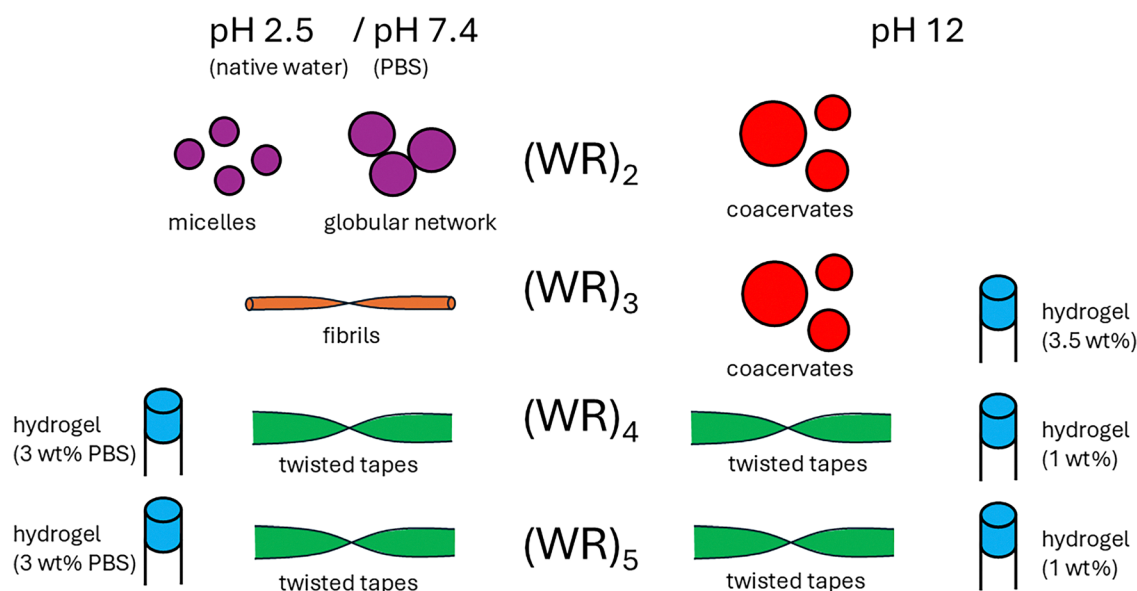 pH 2.5 / pH 7.4
(native water) (PBS)
pH 12
(WR)2
micelles
globular network
coacervates
(WR)3
fibrils
coacervates
hydrogel
(3.5 wt%)
hydrogel
(3 wt% PBS)
twisted tapes
(WR)4
twisted tapes
hydrogel
(1 wt%)
hydrogel
(3 wt% PBS)
twisted tapes
(WR)5
twisted tapes
hydrogel
(1 wt%)